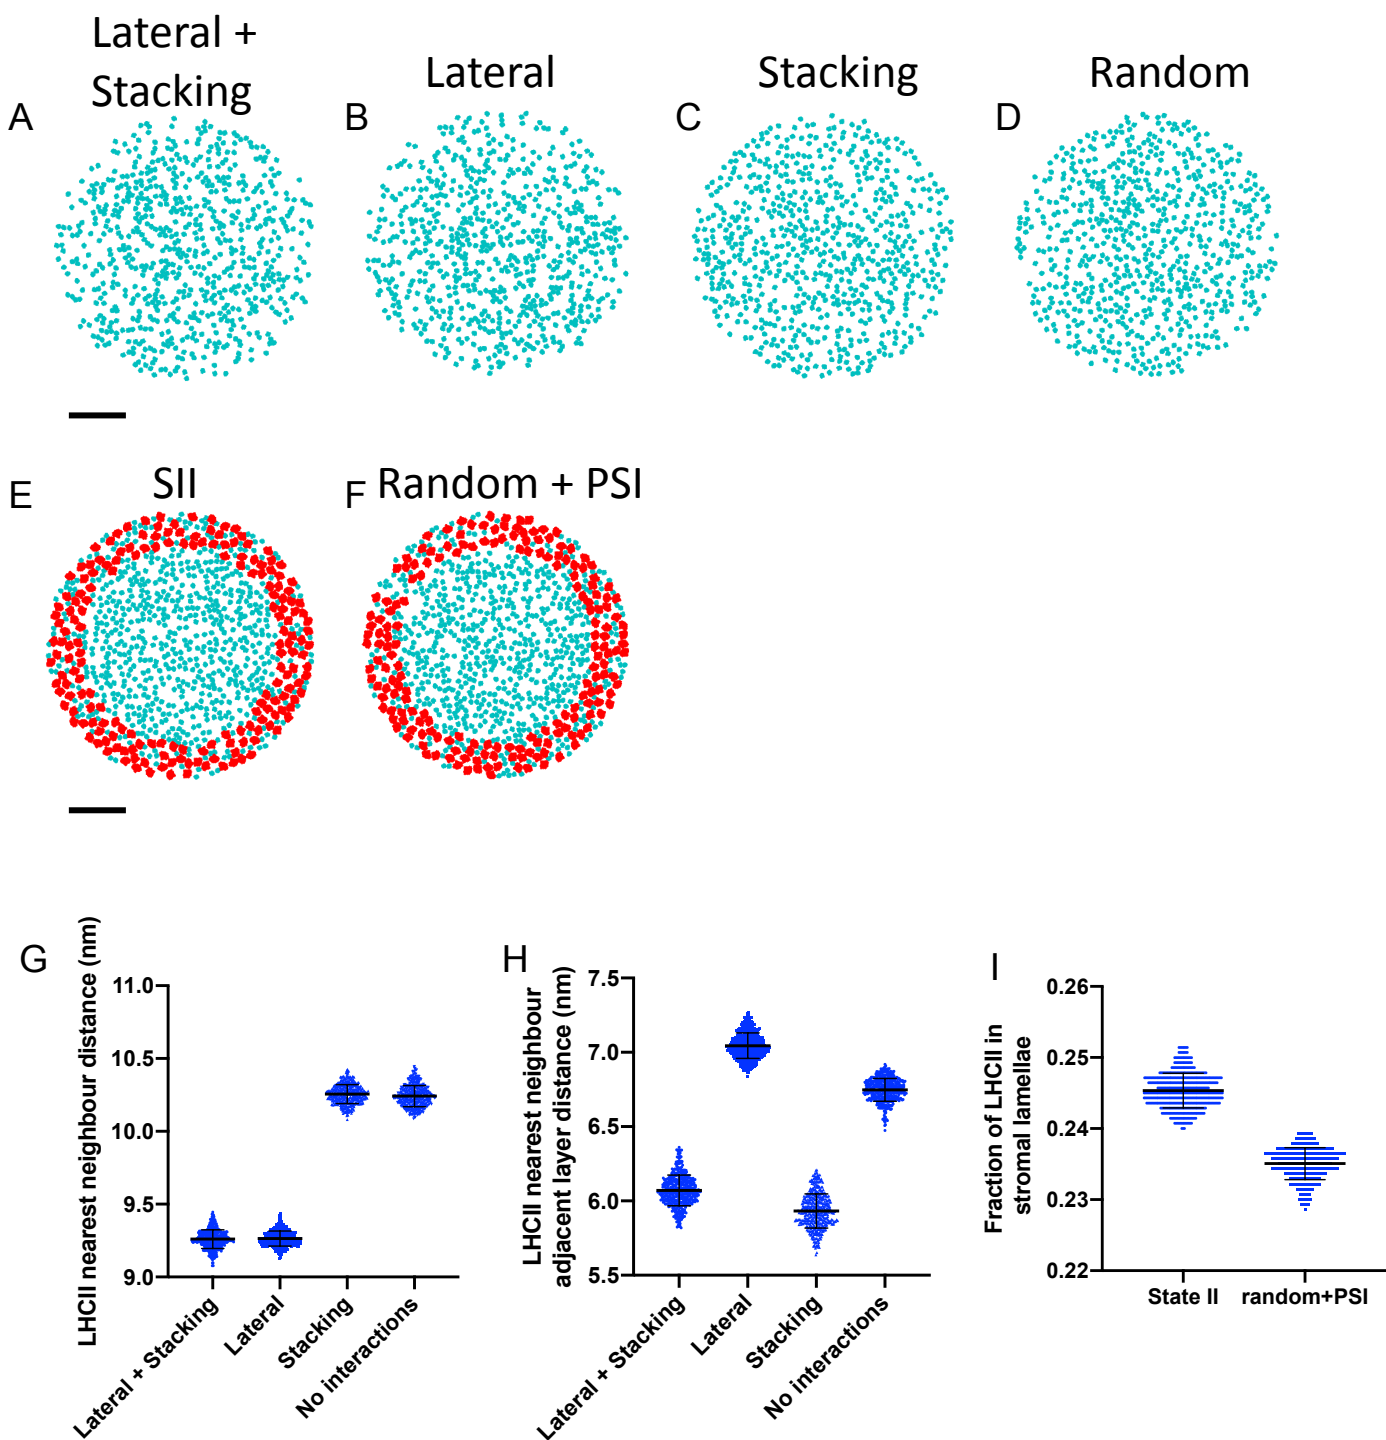 Lateral +
Stacking
Lateral
Stacking
Random
A
B
C
D
SII
Random + PSI
E
F
G
H
I
LHCII nearest neighbour distance (nm)
11.0
10.5
10.0
9.5
9.0
Lateral + Stacking
Lateral
Stacking
No interactions
LHCII nearest neighbour
adjacent layer distance (nm)
7.5
7.0
6.5
6.0
5.5
Lateral + Stacking
Lateral
Stacking
No interactions
Fraction of LHCII in
stromal lamellae
0.26
0.25
0.24
0.23
0.22
State II
random+PSI